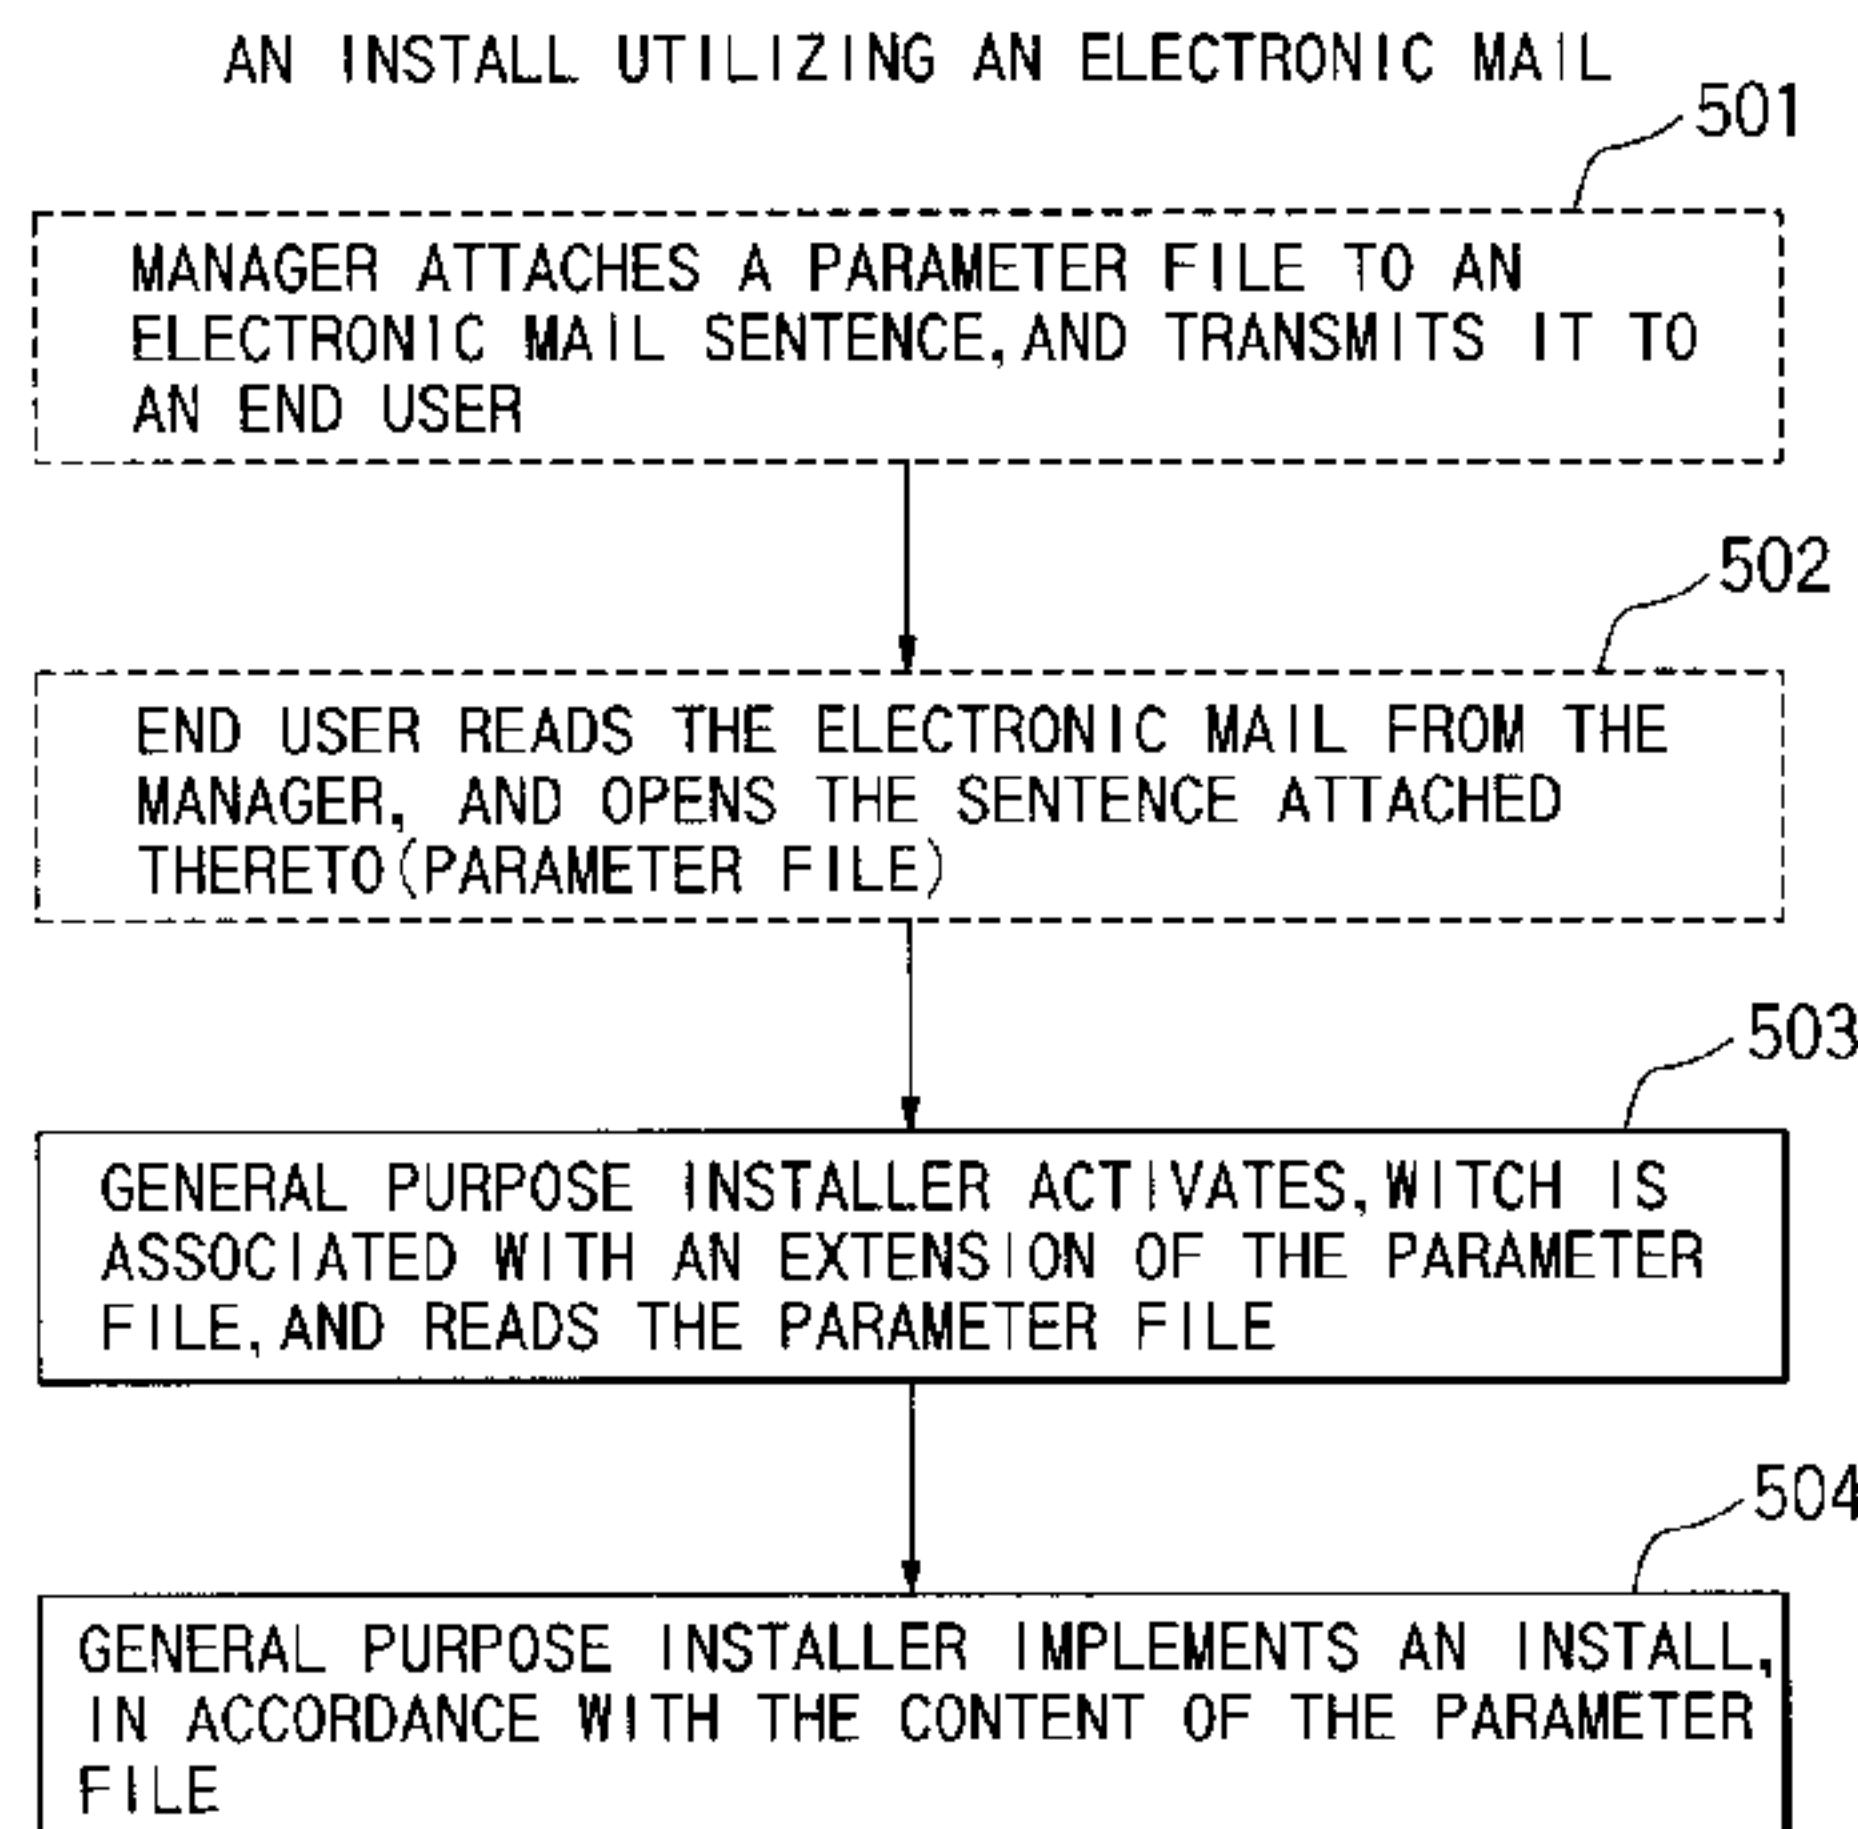 AN INSTALL UTILIZING AN ELECTRONIC MAIL
501
MANAGER ATTACHES A PARAMETER FILE TO AN
ELECTRONIC MAIL SENTENCE, AND TRANSMITS IT TO
AN END USER
502
END USER READS THE ELECTRONIC MAIL FROM THE
MANAGER, AND OPENS THE SENTENCE ATTACHED
THERETO (PARAMETER FILE)
503
GENERAL PURPOSE INSTALLER ACTIVATES, WITCH IS
ASSOCIATED WITH AN EXTENSION OF THE PARAMETER
FILE, AND READS THE PARAMETER FILE
504
GENERAL PURPOSE INSTALLER IMPLEMENTS AN INSTALL,
IN ACCORDANCE WITH THE CONTENT OF THE PARAMETER
FILE